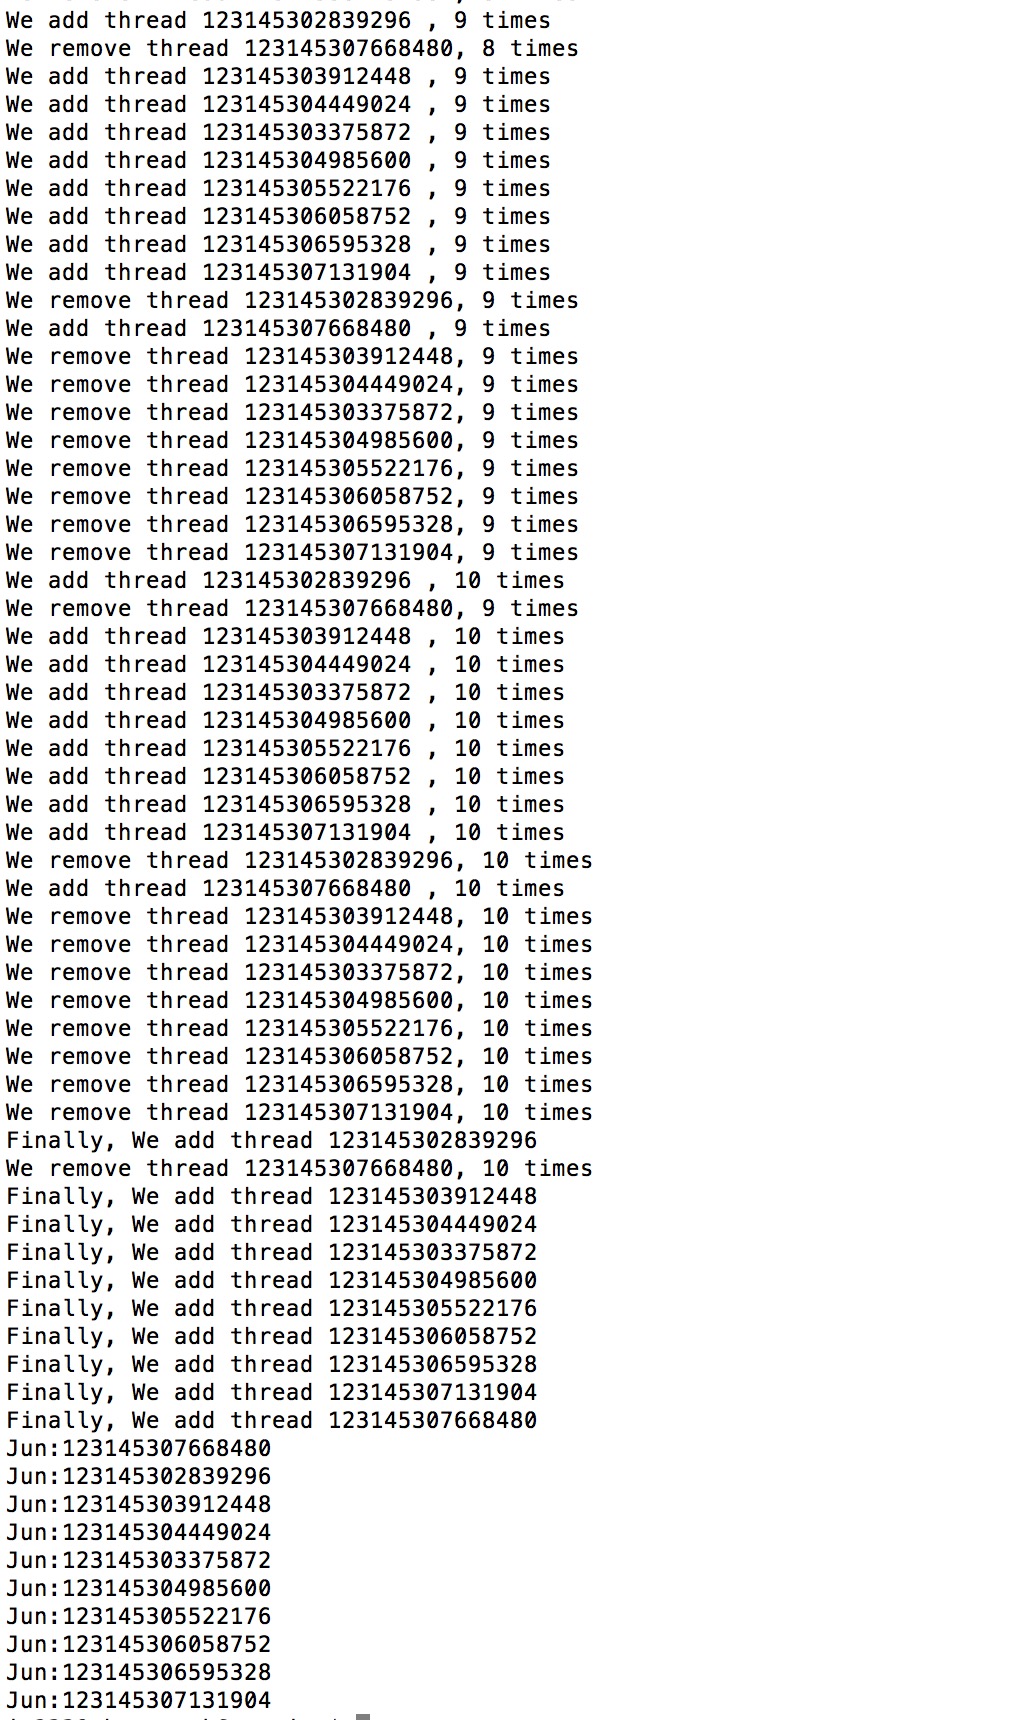 We add thread 123145302839296 , 9 times
We remove thread 123145307668480, 8 times
We add thread 123145303912448 , 9 times
We add thread 123145304449024 , 9 times
We add thread 123145303375872 , 9 times
We add thread 123145304985600 , 9 times
We add thread 123145305522176 , 9 times
We add thread 123145306058752 , 9 times
We add thread 123145306595328 , 9 times
We add thread 123145307131904 , 9 times
We remove thread 123145302839296, 9 times
We add thread 123145307668480 , 9 times
We remove thread 123145303912448, 9 times
We remove thread 123145304449024, 9 times
We remove thread 123145303375872, 9 times
We remove thread 123145304985600, 9 times
We remove thread 123145305522176, 9 times
We remove thread 123145306058752, 9 times
We remove thread 123145306595328, 9 times
We remove thread 123145307131904, 9 times
We add thread 123145302839296 , 10 times
We remove thread 123145307668480, 9 times
We add thread 123145303912448 , 10 times
We add thread 123145304449024 , 10 times
We add thread 123145303375872 , 10 times
We add thread 123145304985600 , 10 times
We add thread 123145305522176 , 10 times
We add thread 123145306058752 , 10 times
We add thread 123145306595328 , 10 times
We add thread 123145307131904 , 10 times
We remove thread 123145302839296, 10 times
We add thread 123145307668480 , 10 times
We remove thread 123145303912448, 10 times
We remove thread 123145304449024, 10 times
We remove thread 123145303375872, 10 times
We remove thread 123145304985600, 10 times
We remove thread 123145305522176, 10 times
We remove thread 123145306058752, 10 times
We remove thread 123145306595328, 10 times
We remove thread 123145307131904, 10 times
Finally, We add thread 123145302839296
We remove thread 123145307668480, 10 times
Finally, We add thread 123145303912448
Finally, We add thread 123145304449024
Finally, We add thread 123145303375872
Finally, We add thread 123145304985600
Finally, We add thread 123145305522176
Finally, We add thread 123145306058752
Finally, We add thread 123145306595328
Finally, We add thread 123145307131904
Finally, We add thread 123145307668480
Jun:123145307668480
Jun:123145302839296
Jun:123145303912448
Jun:123145304449024
Jun:123145303375872
Jun:123145304985600
Jun:123145305522176
Jun:123145306058752
Jun:123145306595328
Jun:123145307131904